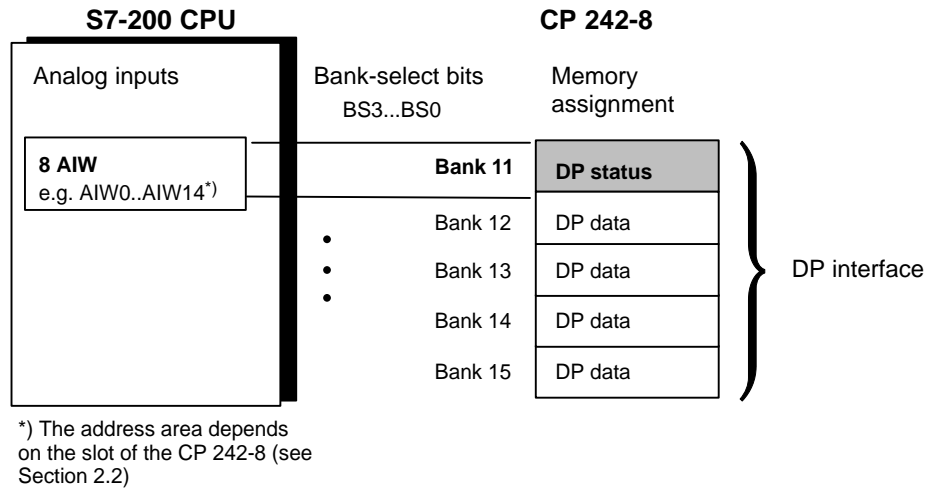 S7-200 CPU
CP 242-8
Analog inputs
Bank-select bits
BS3...BS0
Memory
assignment
8 AIW
e.g. AIW0..AIW14*)
Bank 11
DP status
Bank 12
DP data
Bank 13
DP data
Bank 14
DP data
Bank 15
DP data
DP interface
*) The address area depends
on the slot of the CP 242-8 (see
Section 2.2)